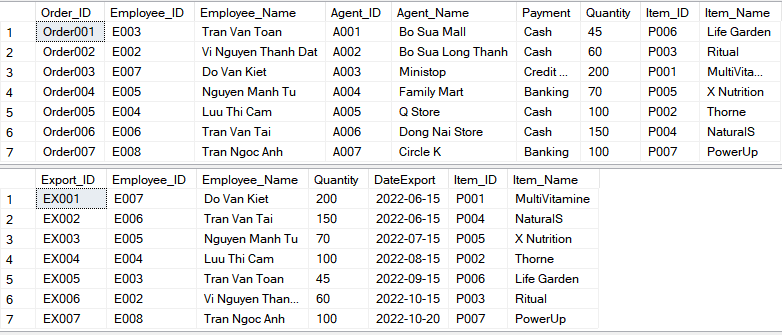 Order_ID Employee_ID Employee_Name Agent_ID Agent_Name Payment Quantity Item_ID Item_Name
1 Order001 E003 Tran Van Toan A001 Bo Sua Mall Cash 45 P006 Life Garden
2 Order002 E002 Vi Nguyen Thanh Dat A002 Bo Sua Long Thanh Cash 60 P003 Ritual
3 Order003 E007 Do Van Kiet A003 Ministop Credit ... 200 P001 MultiVita...
4 Order004 E005 Nguyen Manh Tu A004 Family Mart Banking 70 P005 X Nutrition
5 Order005 E004 Luu Thi Cam A005 Q Store Cash 100 P002 Thorne
6 Order006 E006 Tran Van Tai A006 Dong Nai Store Cash 150 P004 NaturalS
7 Order007 E008 Tran Ngoc Anh A007 Circle K Banking 100 P007 PowerUp
Export_ID Employee_ID Employee_Name Quantity DateExport Item_ID Item_Name
1 EX001 E007 Do Van Kiet 200 2022-06-15 P001 MultiVitamine
2 EX002 E006 Tran Van Tai 150 2022-06-15 P004 NaturalS
3 EX003 E005 Nguyen Manh Tu 70 2022-07-15 P005 X Nutrition
4 EX004 E004 Luu Thi Cam 100 2022-08-15 P002 Thorne
5 EX005 E003 Tran Van Toan 45 2022-09-15 P006 Life Garden
6 EX006 E002 Vi Nguyen Than... 60 2022-10-15 P003 Ritual
7 EX007 E008 Tran Ngoc Anh 100 2022-10-20 P007 PowerUp